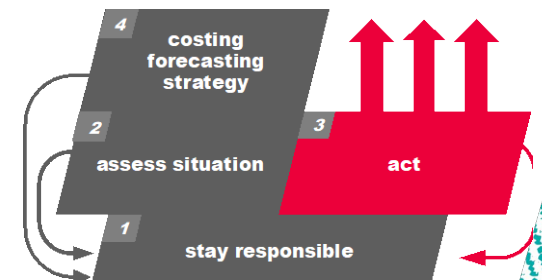 4
costing
forecasting
strategy
2
assess situation
3
act
1
stay responsible